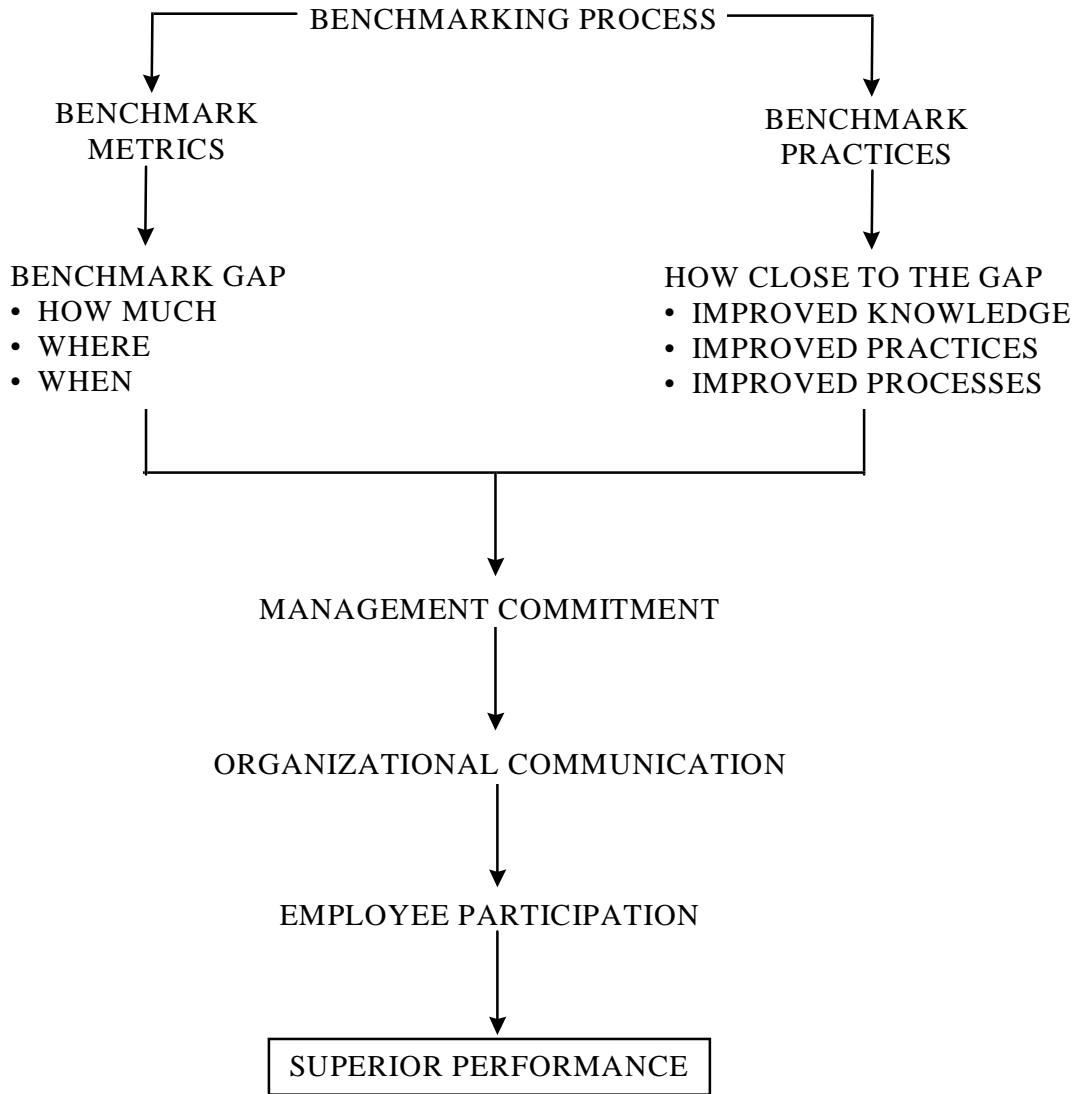 BENCHMARKING PROCESS
BENCHMARK
METRICS
BENCHMARK
PRACTICES
BENCHMARK GAP
• HOW MUCH
• WHERE
• WHEN
HOW CLOSE TO THE GAP
• IMPROVED KNOWLEDGE
• IMPROVED PRACTICES
• IMPROVED PROCESSES
MANAGEMENT COMMITMENT
ORGANIZATIONAL COMMUNICATION
EMPLOYEE PARTICIPATION
SUPERIOR PERFORMANCE